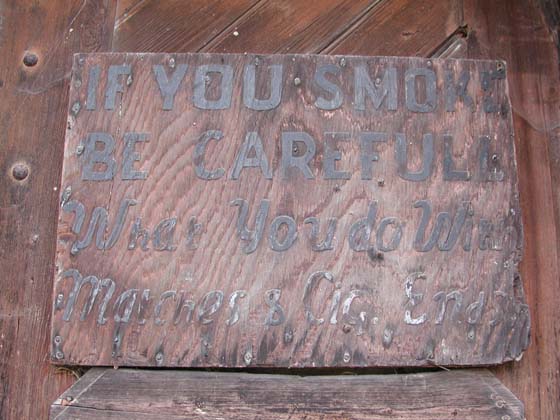 IF YOU SMOKE
BE CAREFULL
What You do With
Matches & Cig. Ends